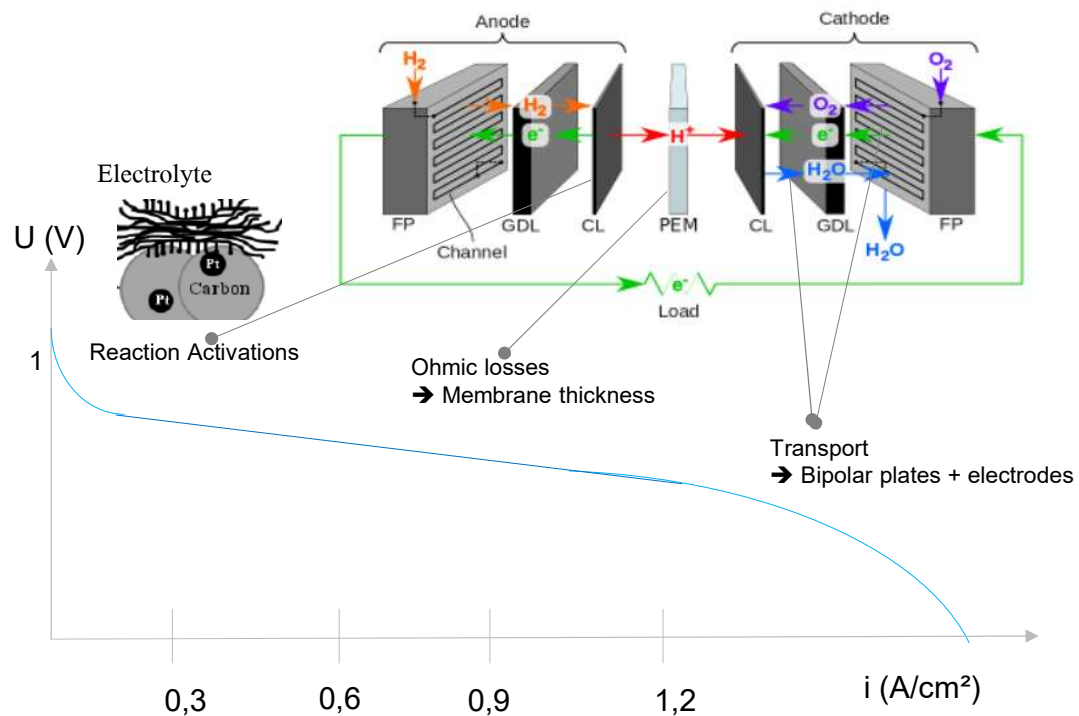 Anode
Cathode
H₂
O₂
H₂
O₂
e⁻
H⁺
e⁻
H₂O
FP
GDL
CL
PEM
CL
GDL
FP
Channel
H₂O
e⁻
Load
Electrolyte
Pt
Pt
Carbon
U (V)
1
Reaction Activations
Ohmic losses
➔ Membrane thickness
Transport
➔ Bipolar plates + electrodes
0,3
0,6
0,9
1,2
i (A/cm²)